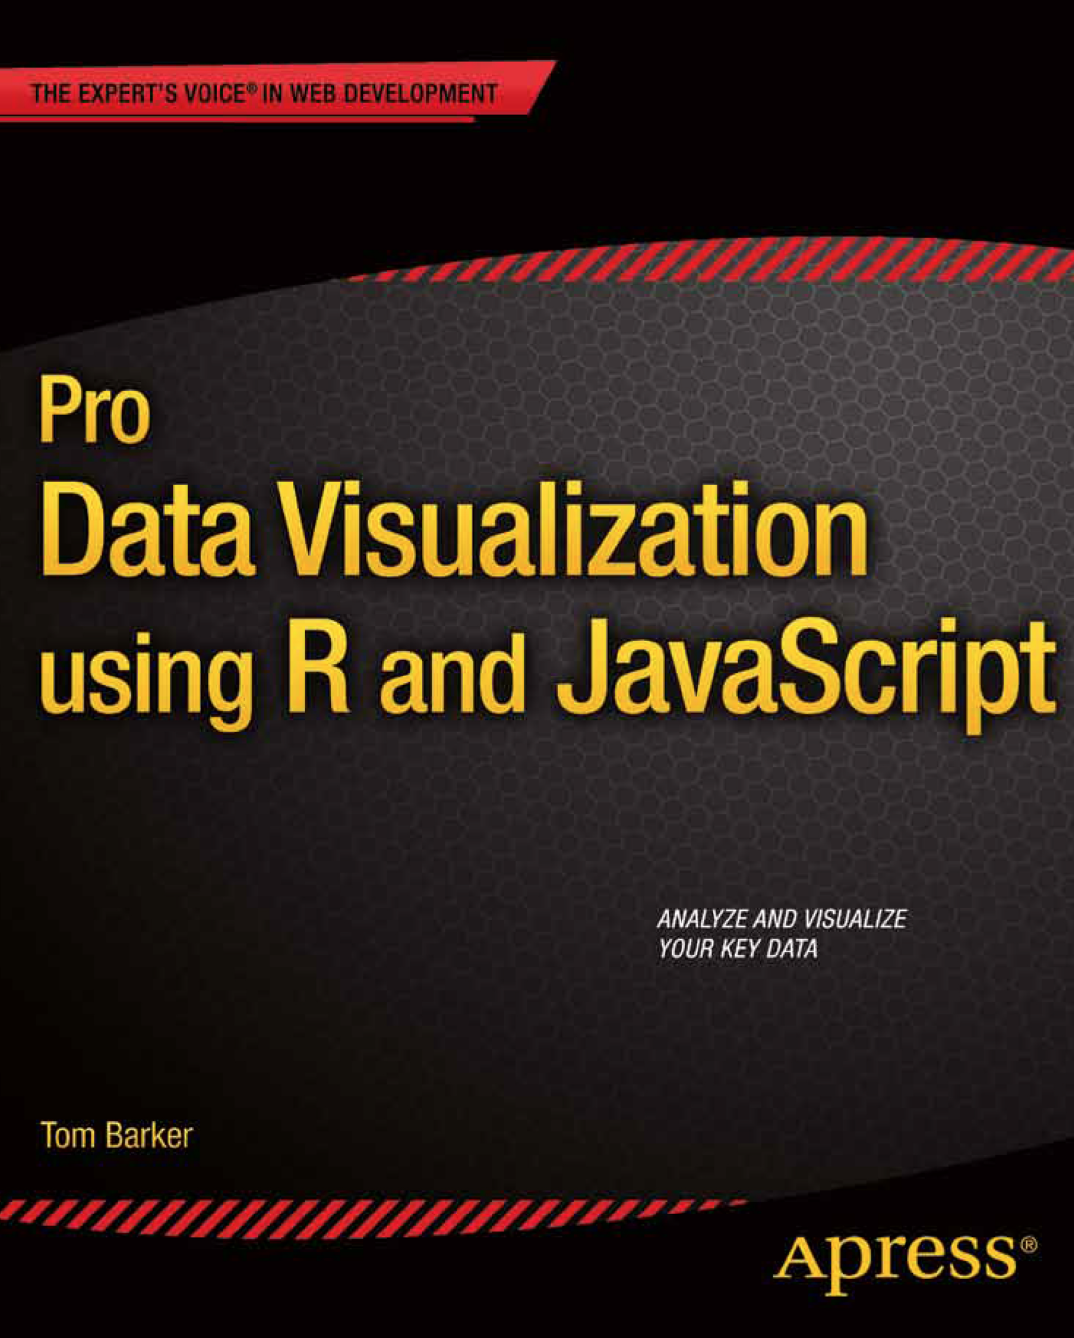 THE EXPERT'S VOICE® IN WEB DEVELOPMENT
Pro
Data Visualization
using R and JavaScript
ANALYZE AND VISUALIZE
YOUR KEY DATA
Tom Barker
Apress®